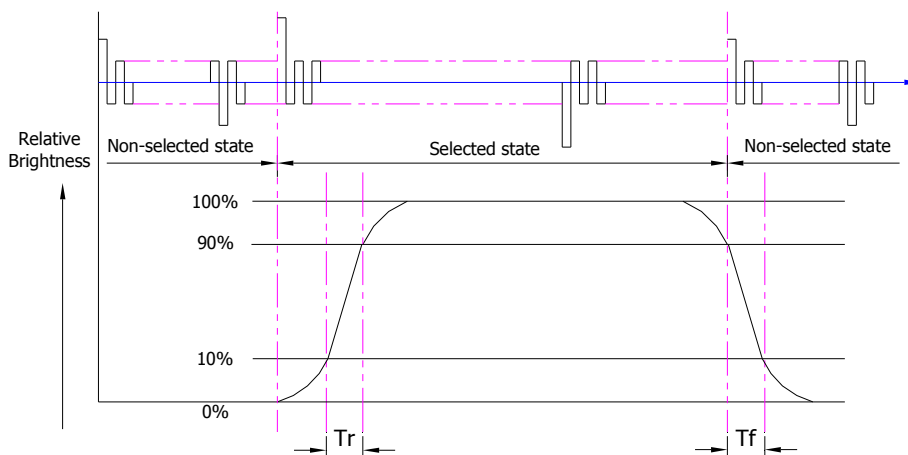 Relative
Brightness
Non-selected state
Selected state
Non-selected state
100%
90%
10%
0%
Tr
Tf